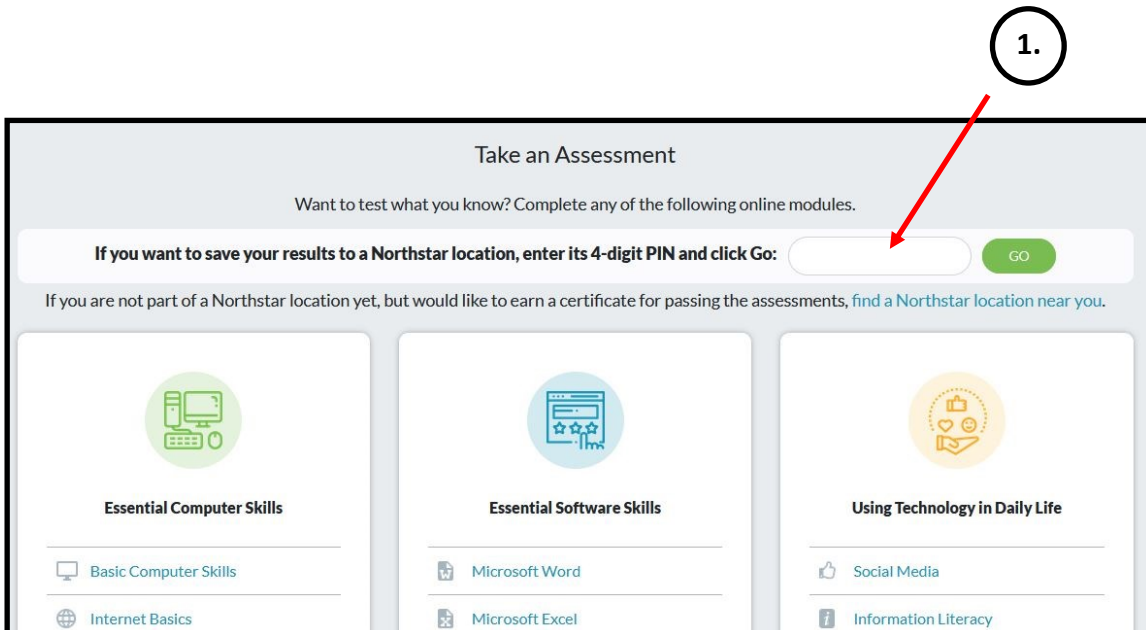 1.
Take an Assessment
Want to test what you know? Complete any of the following online modules.
If you want to save your results to a Northstar location, enter its 4-digit PIN and click Go:
GO
If you are not part of a Northstar location yet, but would like to earn a certificate for passing the assessments, find a Northstar location near you.
Essential Computer Skills
Basic Computer Skills
Internet Basics
Essential Software Skills
Microsoft Word
Microsoft Excel
Using Technology in Daily Life
Social Media
Information Literacy